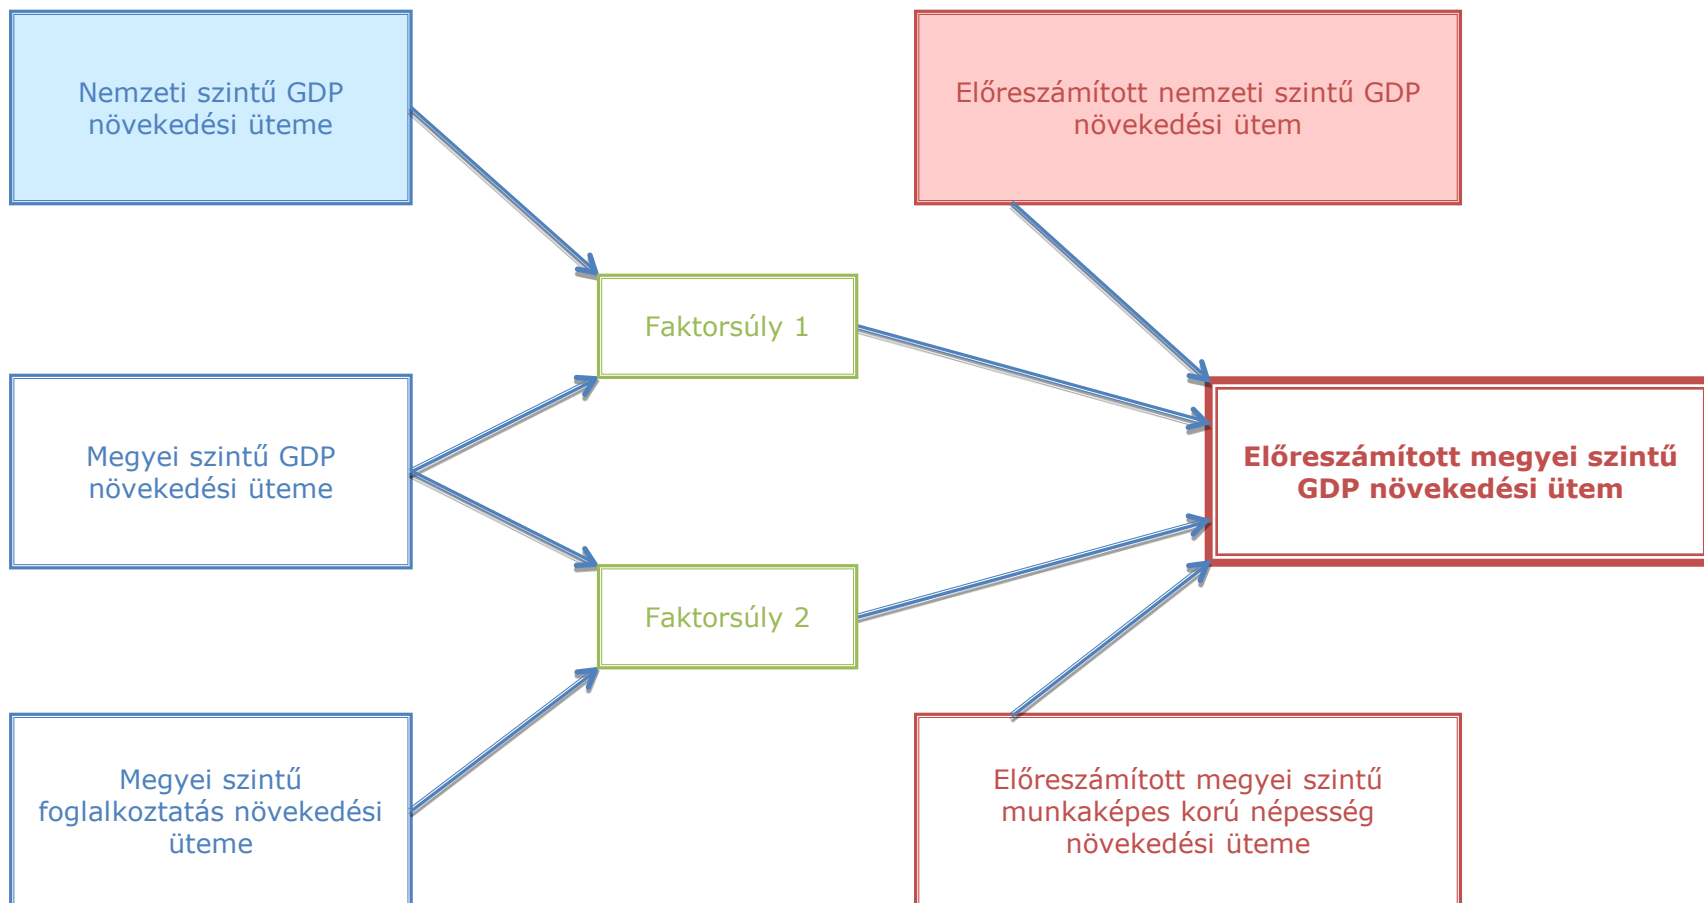 Nemzeti szintű GDP
növekedési üteme
Előreszámított nemzeti szintű GDP
növekedési ütem
Faktorsúly 1
Megyei szintű GDP
növekedési üteme
Előreszámított megyei szintű
GDP növekedési ütem
Faktorsúly 2
Megyei szintű
foglalkoztatás növekedési
üteme
Előreszámított megyei szintű
munkaképes korú népesség
növekedési üteme